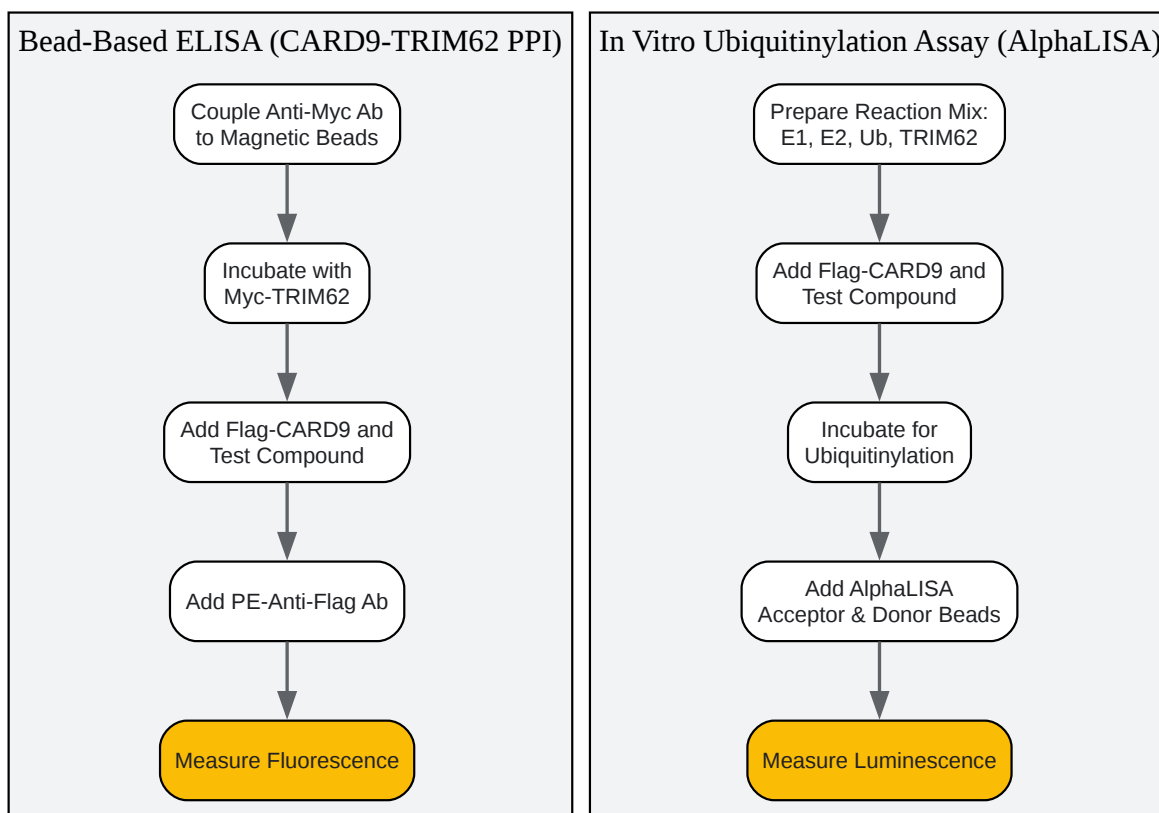 Bead-Based ELISA (CARD9-TRIM62 PPI)
Couple Anti-Myc Ab
to Magnetic Beads
Incubate with
Myc-TRIM62
Add Flag-CARD9 and
Test Compound
Add PE-Anti-Flag Ab
Measure Fluorescence
In Vitro Ubiquitinylation Assay (AlphaLISA)
Prepare Reaction Mix:
E1, E2, Ub, TRIM62
Add Flag-CARD9 and
Test Compound
Incubate for
Ubiquitinylation
Add AlphaLISA
Acceptor & Donor Beads
Measure Luminescence